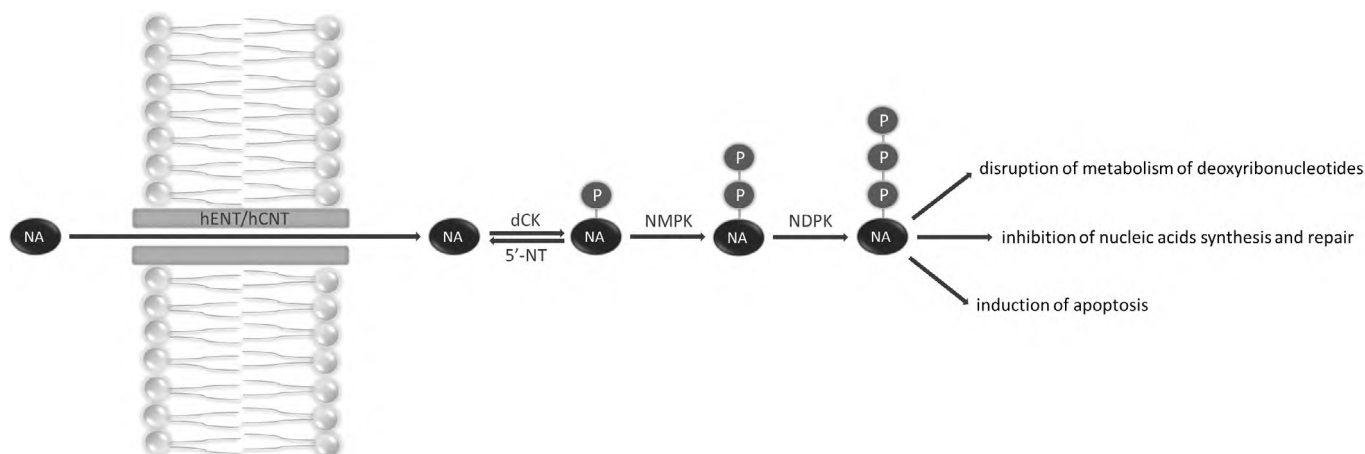 P
P
P
P
P
P
disruption of metabolism of deoxyribonucleotides
hENT/hCNT
NA
NA
dCK
5′-NT
NA
NMPK
NA
NDPK
NA
inhibition of nucleic acids synthesis and repair
induction of apoptosis